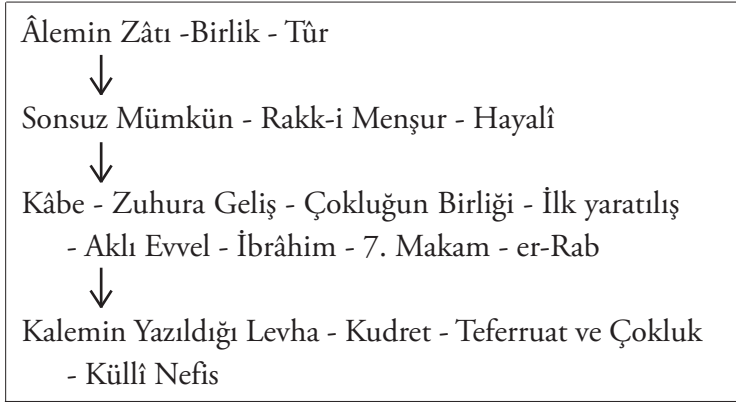 Âlemin Zâtı -Birlik - Tûr
Sonsuz Mümkün - Rakk-i Menşur - Hayalî
Kâbe - Zuhura Geliş - Çokluğun Birliği - İlk yaratılış
- Aklı Evvel - İbrâhim - 7. Makam - er-Rab
Kalemin Yazıldığı Levha - Kudret - Teferruat ve Çokluk
- Küllî Nefis